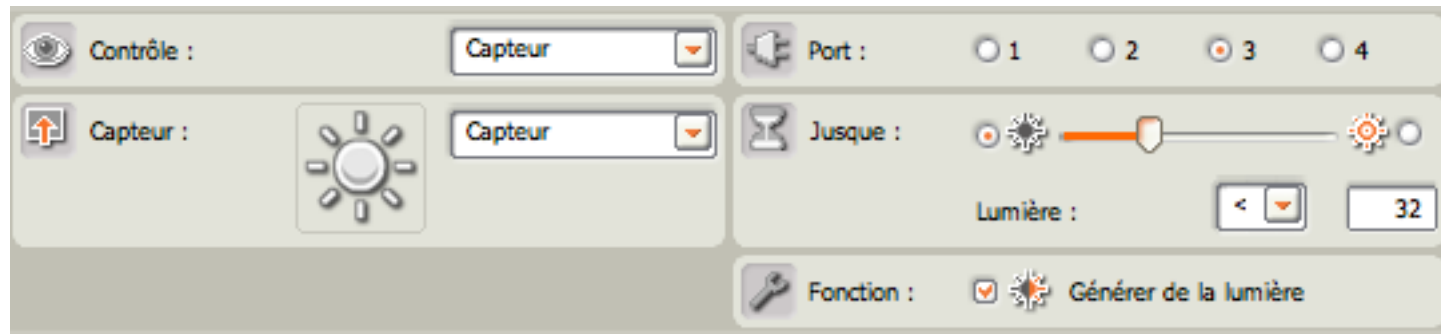 Contrôle : Capteur
Port : 1 2 3 4
Capteur : Capteur
Jusque :
Lumière : < 32
Fonction : Générer de la lumière